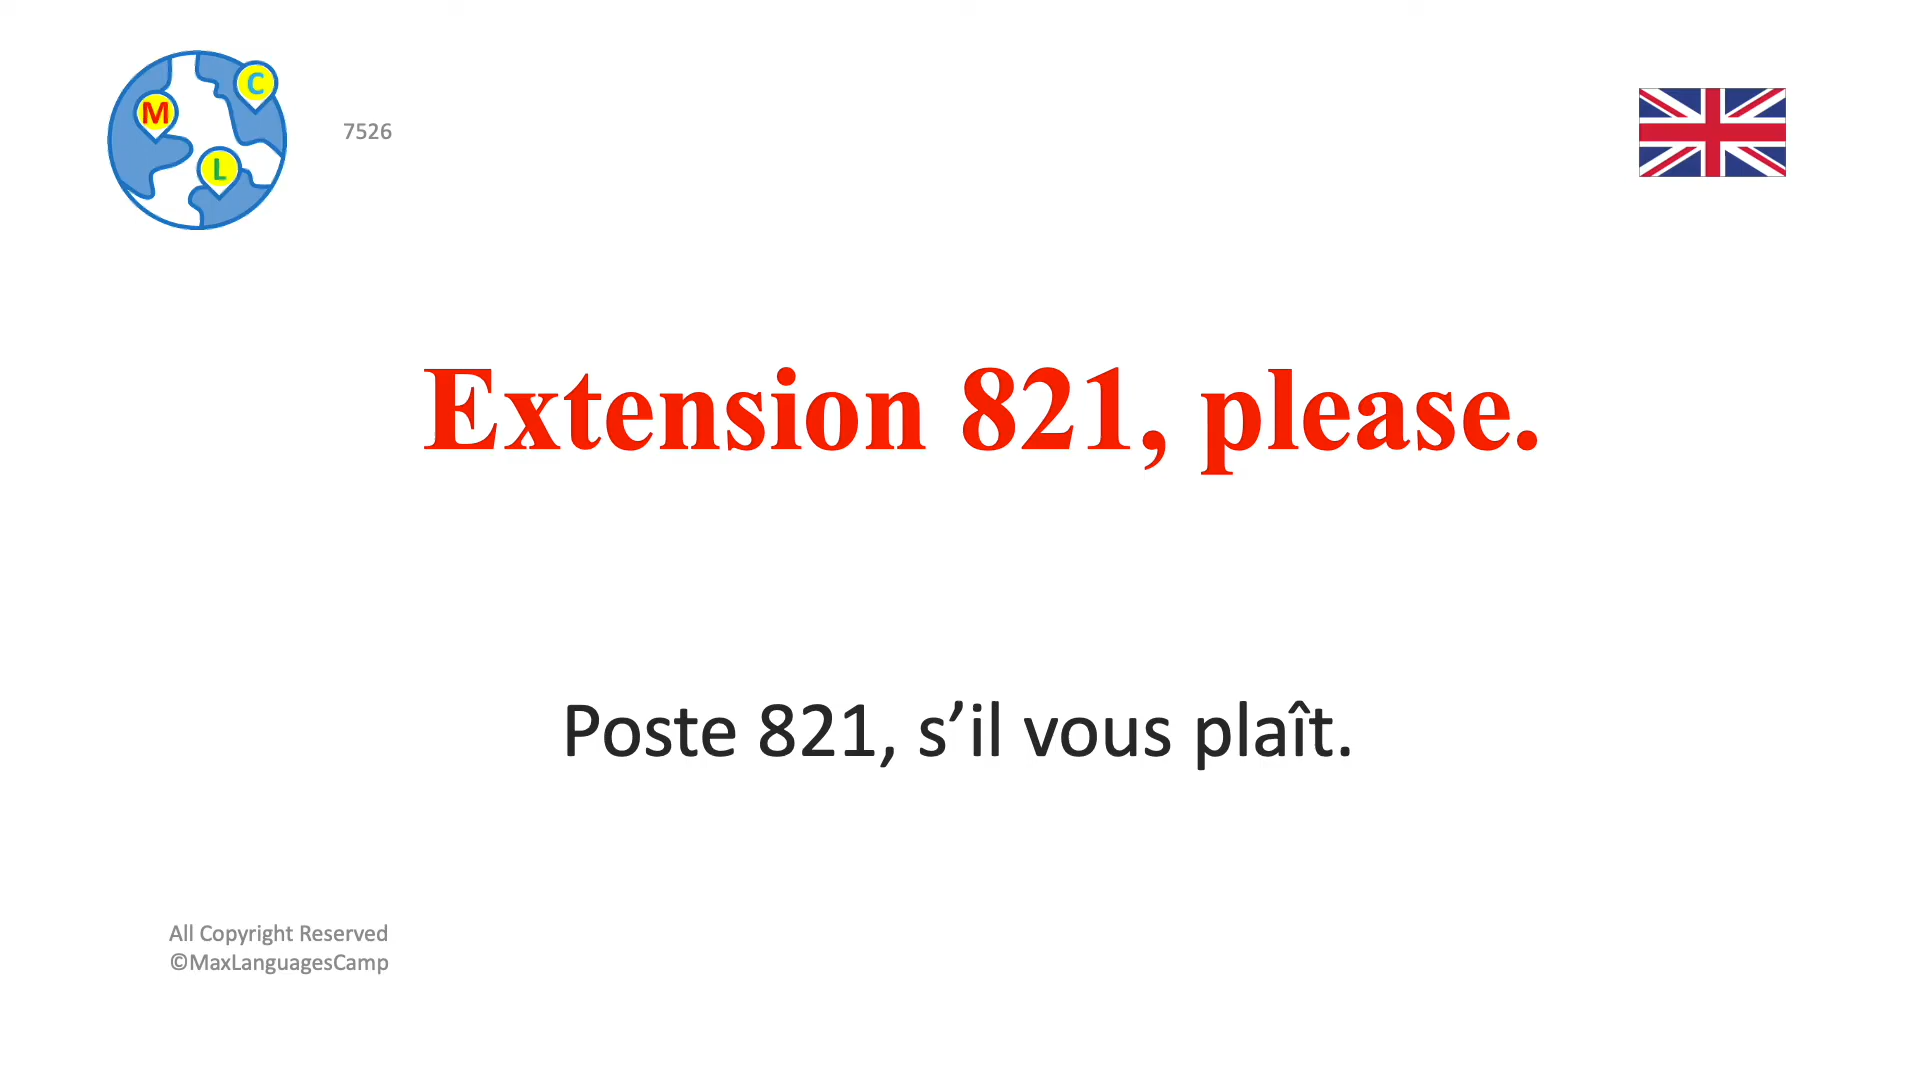 C
M
7526
L
Extension 821, please.
Poste 821, s’il vous plaît.
All Copyright Reserved
©MaxLanguagesCamp